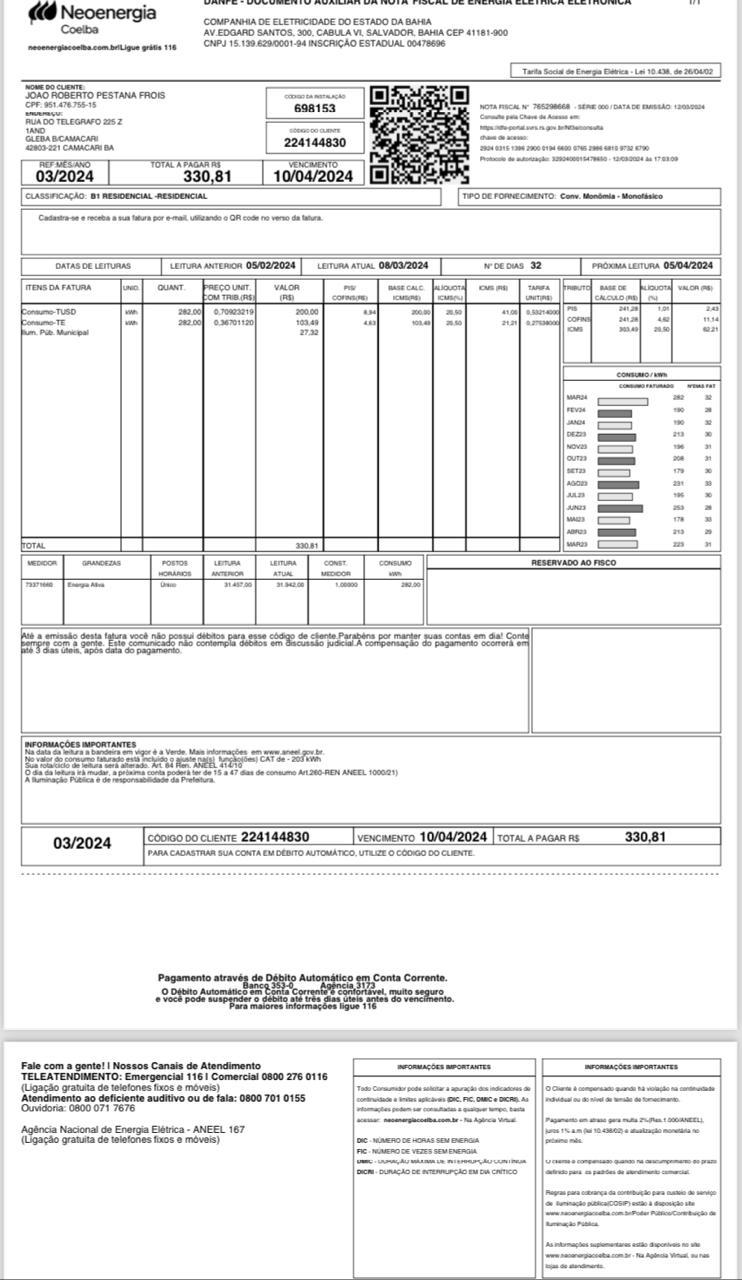 Neoenergia
Coelba
neoenergiacoelba.com.br|Ligue grátis 116
DANFE - DOCUMENTO AUXILIAR DA NOTA FISCAL DE ENERGIA ELÉTRICA ELETRÔNICA
1/1
COMPANHIA DE ELETRICIDADE DO ESTADO DA BAHIA
AV.EDGARD SANTOS, 300, CABULA VI, SALVADOR, BAHIA CEP 41181-900
CNPJ 15.139.629/0001-94 INSCRIÇÃO ESTADUAL 00478696
Tarifa Social de Energia Elétrica - Lei 10.438, de 26/04/02
NOME DO CLIENTE:
JOAO ROBERTO PESTANA FROIS
CPF: 951.476.755-15
ENDEREÇO:
RUA DO TELEGRAFO 225 Z
1AND
GLEBA B/CAMACARI
42803-221 CAMACARI BA
CÓDIGO DA INSTALAÇÃO
698153
CÓDIGO DO CLIENTE
224144830
NOTA FISCAL N° 765298668 - SÉRIE 000 / DATA DE EMISSÃO: 12/03/2024
Consulte pela Chave de Acesso em:
https://dfe-portal.svrs.rs.gov.br/Nf3e/consulta
chave de acesso:
2924 0315 1396 2900 0194 6600 0765 2986 6810 9732 6790
Protocolo de autorização: 3292400015478650 - 12/03/2024 às 17:03:09
REF:MÊS/ANO
03/2024
TOTAL A PAGAR R$
330,81
VENCIMENTO
10/04/2024
CLASSIFICAÇÃO: B1 RESIDENCIAL -RESIDENCIAL
TIPO DE FORNECIMENTO: Conv. Monômia - Monofásico
Cadastra-se e receba a sua fatura por e-mail, utilizando o QR code no verso da fatura.
DATAS DE LEITURAS
LEITURA ANTERIOR 05/02/2024
LEITURA ATUAL 08/03/2024
N° DE DIAS 32
PRÓXIMA LEITURA 05/04/2024
ITENS DA FATURA UNID. QUANT. PREÇO UNIT. COM TRIB.(R$) VALOR (R$) PIS/ COFINS(R$) BASE CALC. ICMS(R$) ALÍQUOTA ICMS(%) ICMS (R$) TARIFA UNIT(R$)
Consumo-TUSD kWh 282,00 0,70923219 200,00 8,94 200,00 20,50 41,00 0,53214000
Consumo-TE kWh 282,00 0,36701120 103,49 4,63 103,49 20,50 21,21 0,27538000
Ilum. Púb. Municipal 27,32
TOTAL 330,81
TRIBUTO BASE DE CÁLCULO (R$) ALÍQUOTA (%) VALOR (R$)
PIS 241,28 1,01 2,43
COFINS 241,28 4,62 11,14
ICMS 303,49 20,50 62,21
CONSUMO / kWh
CONSUMO FATURADO N°DIAS FAT
MAR24 282 32
FEV24 190 28
JAN24 190 32
DEZ23 213 30
NOV23 196 31
OUT23 208 31
SET23 179 30
AGO23 231 33
JUL23 195 30
JUN23 253 28
MAI23 178 33
ABR23 213 29
MAR23 223 31
MEDIDOR GRANDEZAS POSTOS HORÁRIOS LEITURA ANTERIOR LEITURA ATUAL CONST. MEDIDOR CONSUMO kWh
73371660 Energia Ativa Único 31.457,00 31.942,00 1,00000 282,00
RESERVADO AO FISCO
Até a emissão desta fatura você não possui débitos para esse código de cliente.Parabéns por manter suas contas em dia! Conte
sempre com a gente. Este comunicado não contempla débitos em discussão judicial.A compensação do pagamento ocorrerá em
até 3 dias úteis, após data do pagamento.
INFORMAÇÕES IMPORTANTES
Na data da leitura a bandeira em vigor é a Verde. Mais informações em www.aneel.gov.br.
No valor do consumo faturado está incluído o ajuste na(s) função(ões) CAT de - 203 kWh
Sua rota/ciclo de leitura será alterado. Art. 84 Ren. ANEEL 414/10
O dia da leitura irá mudar, a próxima conta poderá ter de 15 a 47 dias de consumo Art.260-REN ANEEL 1000/21)
A Iluminação Pública é de responsabilidade da Prefeitura.
03/2024
CÓDIGO DO CLIENTE 224144830
VENCIMENTO 10/04/2024
TOTAL A PAGAR R$ 330,81
PARA CADASTRAR SUA CONTA EM DÉBITO AUTOMÁTICO, UTILIZE O CÓDIGO DO CLIENTE.
Pagamento através de Débito Automático em Conta Corrente.
Banco 353-0 Agência 3173
O Débito Automático em Conta Corrente é confortável, muito seguro
e você pode suspender o débito até três dias úteis antes do vencimento.
Para maiores informações ligue 116
Fale com a gente! | Nossos Canais de Atendimento
TELEATENDIMENTO: Emergencial 116 | Comercial 0800 276 0116
(Ligação gratuita de telefones fixos e móveis)
Atendimento ao deficiente auditivo ou de fala: 0800 701 0155
Ouvidoria: 0800 071 7676
Agência Nacional de Energia Elétrica - ANEEL 167
(Ligação gratuita de telefones fixos e móveis)
INFORMAÇÕES IMPORTANTES
Todo Consumidor pode solicitar a apuração dos indicadores de
continuidade e limites aplicáveis (DIC, FIC, DMIC e DICRI). As
informações podem ser consultadas a qualquer tempo, basta
acessar: neoenergiacoelba.com.br - Na Agência Virtual.
DIC - NÚMERO DE HORAS SEM ENERGIA
FIC - NÚMERO DE VEZES SEM ENERGIA
DMIC - DURAÇÃO MÁXIMA DE INTERRUPÇÃO CONTÍNUA
DICRI - DURAÇÃO DE INTERRUPÇÃO EM DIA CRÍTICO
INFORMAÇÕES IMPORTANTES
O Cliente é compensado quando há violação na continuidade
individual ou do nível de tensão de fornecimento.
Pagamento em atraso gera multa 2%(Res.1.000/ANEEL),
juros 1% a.m (lei 10.438/02) e atualização monetária no
próximo mês.
O cliente é compensado quando há descumprimento do prazo
definido para os padrões de atendimento comercial.
Regras para cobrança da contribuição para custeio de serviço
de iluminação pública(COSIP) estão à disposição site
www.neoenergiacoelba.com.br/Poder Público/Contribuição de
Iluminação Pública.
As informações suplementares estão disponíveis no site
www.neoenergiacoelba.com.br - Na Agência Virtual, ou nas
lojas de atendimento.